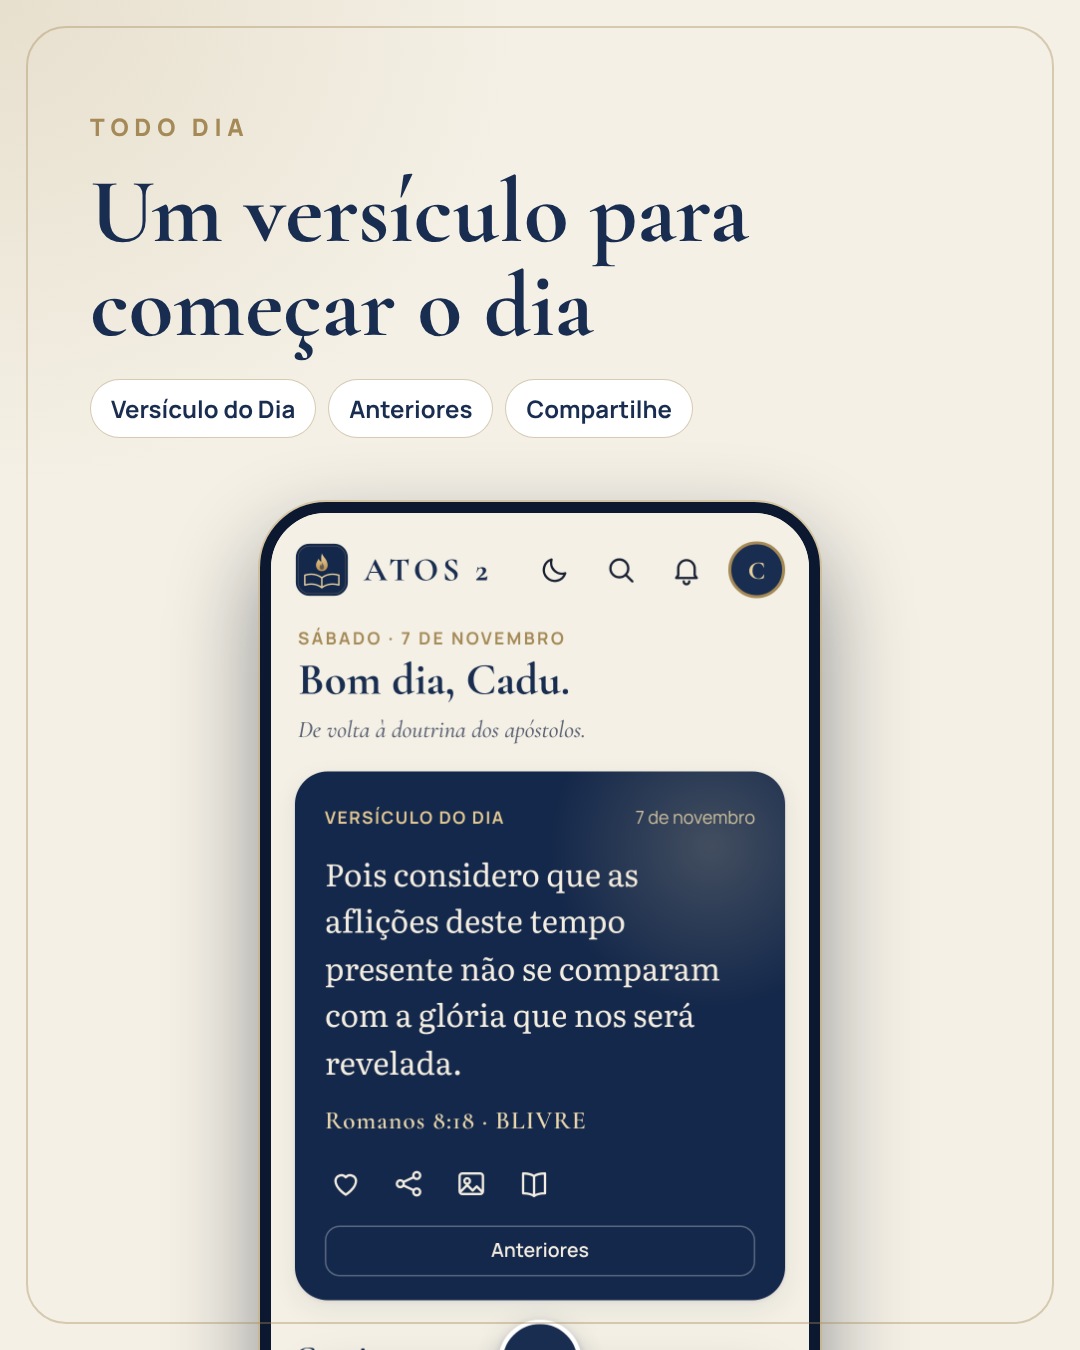 TODO DIA
Um versículo para
começar o dia
Versículo do Dia
Anteriores
Compartilhe
ATOS 2
C
SÁBADO · 7 DE NOVEMBRO
Bom dia, Cadu.
De volta à doutrina dos apóstolos.
VERSÍCULO DO DIA
7 de novembro
Pois considero que as
aflições deste tempo
presente não se comparam
com a glória que nos será
revelada.
Romanos 8:18 · BLIVRE
Anteriores